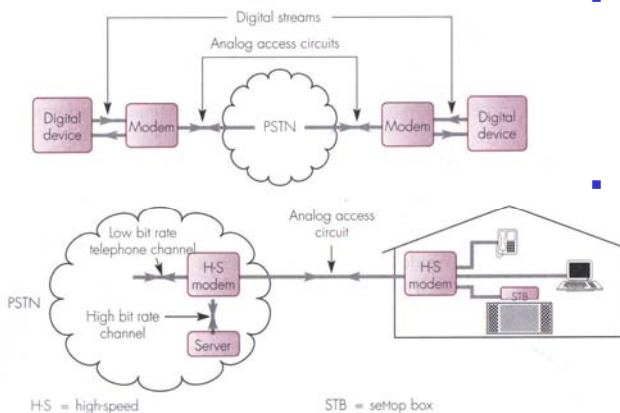 Digital streams
Analog access circuits
Digital
device
Modem
PSTN
Modem
Digital
device
Analog access
circuit
Low bit rate
telephone channel
H-S
modem
H-S
modem
PSTN
High bit rate
channel
STB
Server
H-S = high-speed
STB = set-top box